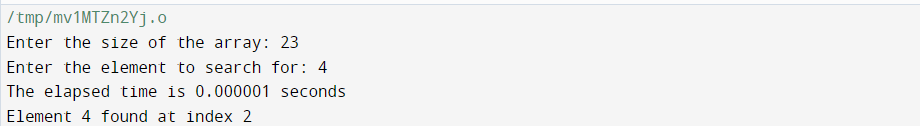 /tmp/mv1MTZn2Yj.o
Enter the size of the array: 23
Enter the element to search for: 4
The elapsed time is 0.000001 seconds
Element 4 found at index 2